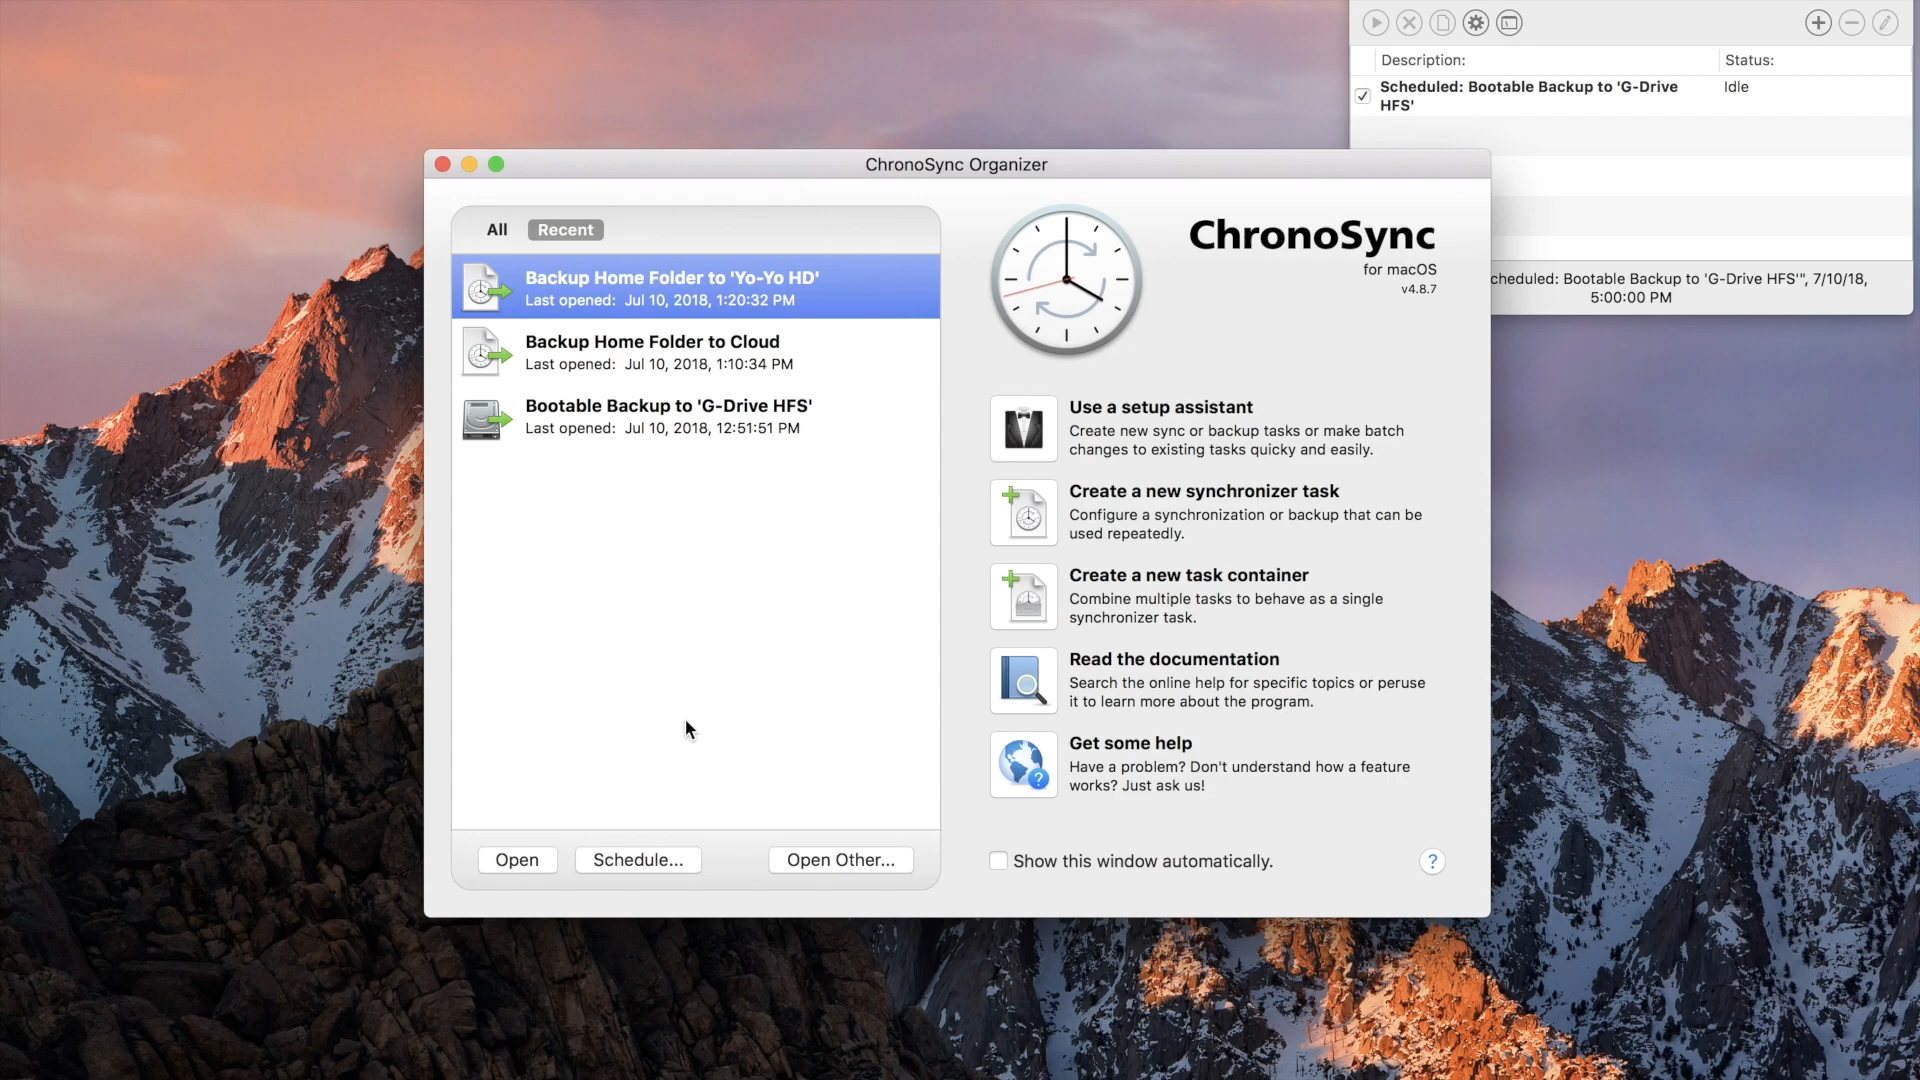 Description:
Status:
Scheduled: Bootable Backup to 'G-Drive
HFS'
Idle
ChronoSync Organizer
All
Recent
Backup Home Folder to 'Yo-Yo HD'
Last opened: Jul 10, 2018, 1:20:32 PM
Backup Home Folder to Cloud
Last opened: Jul 10, 2018, 1:10:34 PM
Bootable Backup to 'G-Drive HFS'
Last opened: Jul 10, 2018, 12:51:51 PM
Open
Schedule...
Open Other...
ChronoSync
for macOS
v4.8.7
cheduled: Bootable Backup to 'G-Drive HFS'", 7/10/18,
5:00:00 PM
Use a setup assistant
Create new sync or backup tasks or make batch
changes to existing tasks quicky and easily.
Create a new synchronizer task
Configure a synchronization or backup that can be
used repeatedly.
Create a new task container
Combine multiple tasks to behave as a single
synchronizer task.
Read the documentation
Search the online help for specific topics or peruse
it to learn more about the program.
Get some help
Have a problem? Don't understand how a feature
works? Just ask us!
Show this window automatically.
?